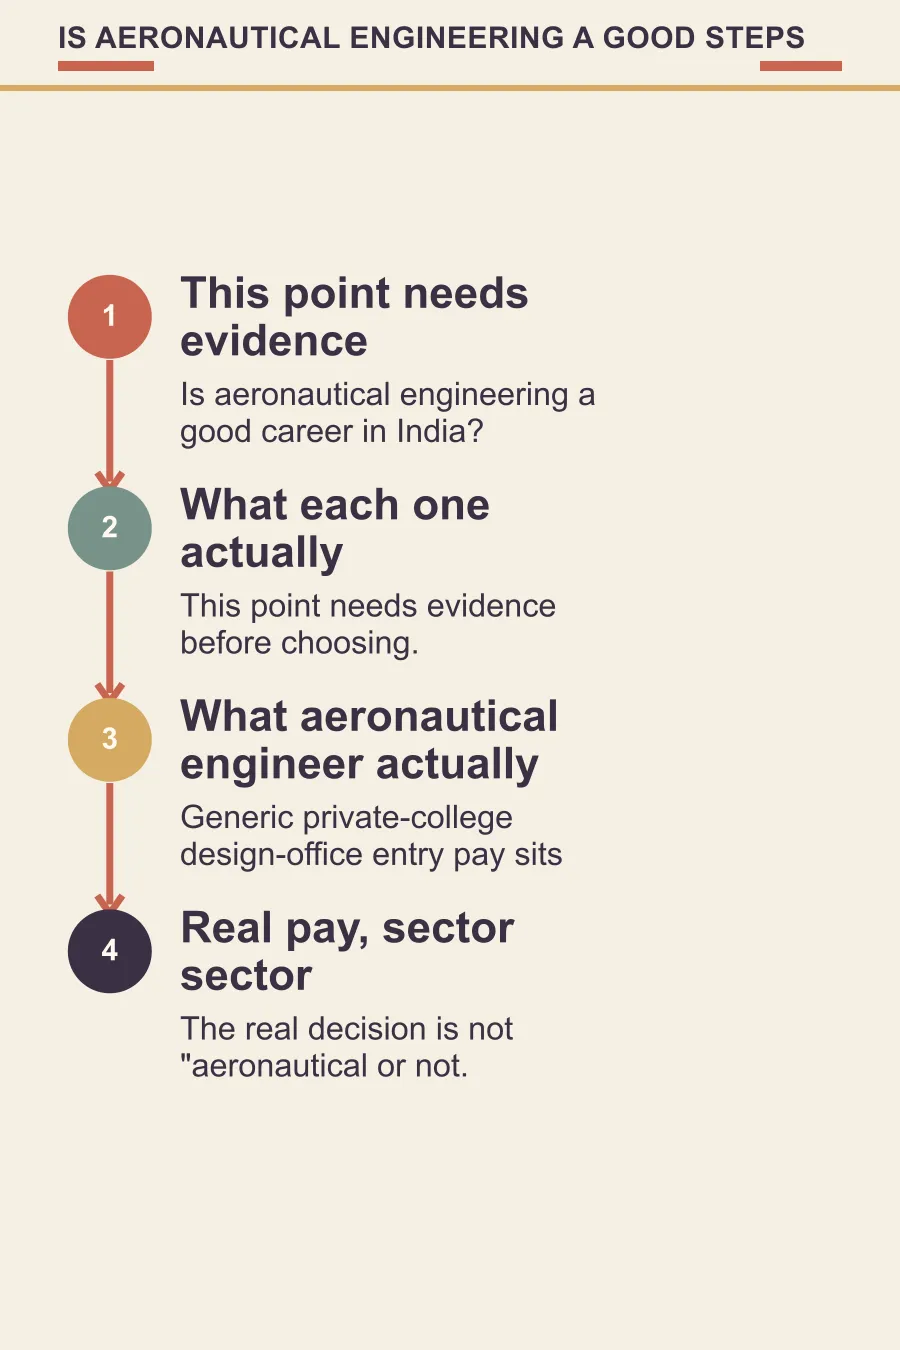 IS AERONAUTICAL ENGINEERING A GOOD STEPS
1
This point needs
evidence
Is aeronautical engineering a
good career in India?
2
What each one
actually
This point needs evidence
before choosing.
3
What aeronautical
engineer actually
Generic private-college
design-office entry pay sits
4
Real pay, sector
sector
The real decision is not
"aeronautical or not.